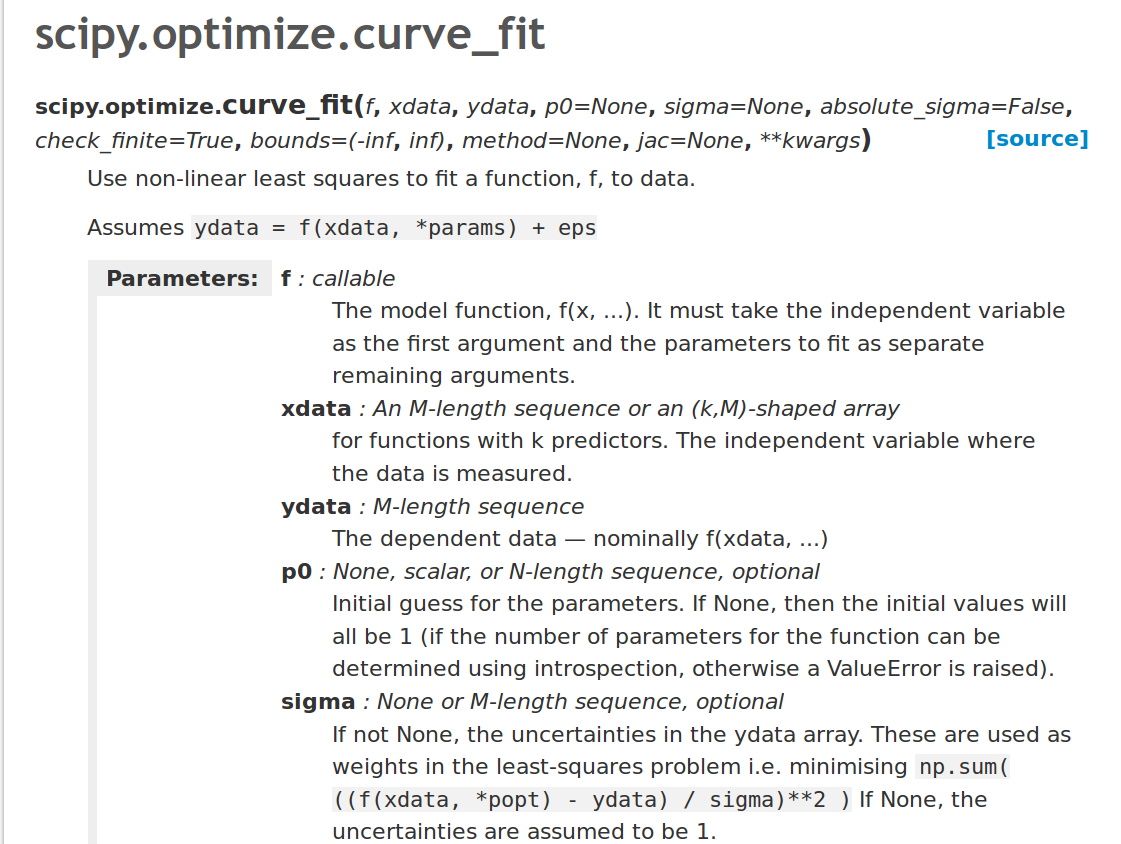 scipy.optimize.curve_fit
scipy.optimize.curve_fit(f, xdata, ydata, p0=None, sigma=None, absolute_sigma=False,
check_finite=True, bounds=(-inf, inf), method=None, jac=None, **kwargs) [source]
Use non-linear least squares to fit a function, f, to data.
Assumes ydata = f(xdata, *params) + eps
Parameters: f : callable
The model function, f(x, ...). It must take the independent variable
as the first argument and the parameters to fit as separate
remaining arguments.
xdata : An M-length sequence or an (k,M)-shaped array
for functions with k predictors. The independent variable where
the data is measured.
ydata : M-length sequence
The dependent data — nominally f(xdata, ...)
p0 : None, scalar, or N-length sequence, optional
Initial guess for the parameters. If None, then the initial values will
all be 1 (if the number of parameters for the function can be
determined using introspection, otherwise a ValueError is raised).
sigma : None or M-length sequence, optional
If not None, the uncertainties in the ydata array. These are used as
weights in the least-squares problem i.e. minimising np.sum(
((f(xdata, *popt) - ydata) / sigma)**2 ) If None, the
uncertainties are assumed to be 1.